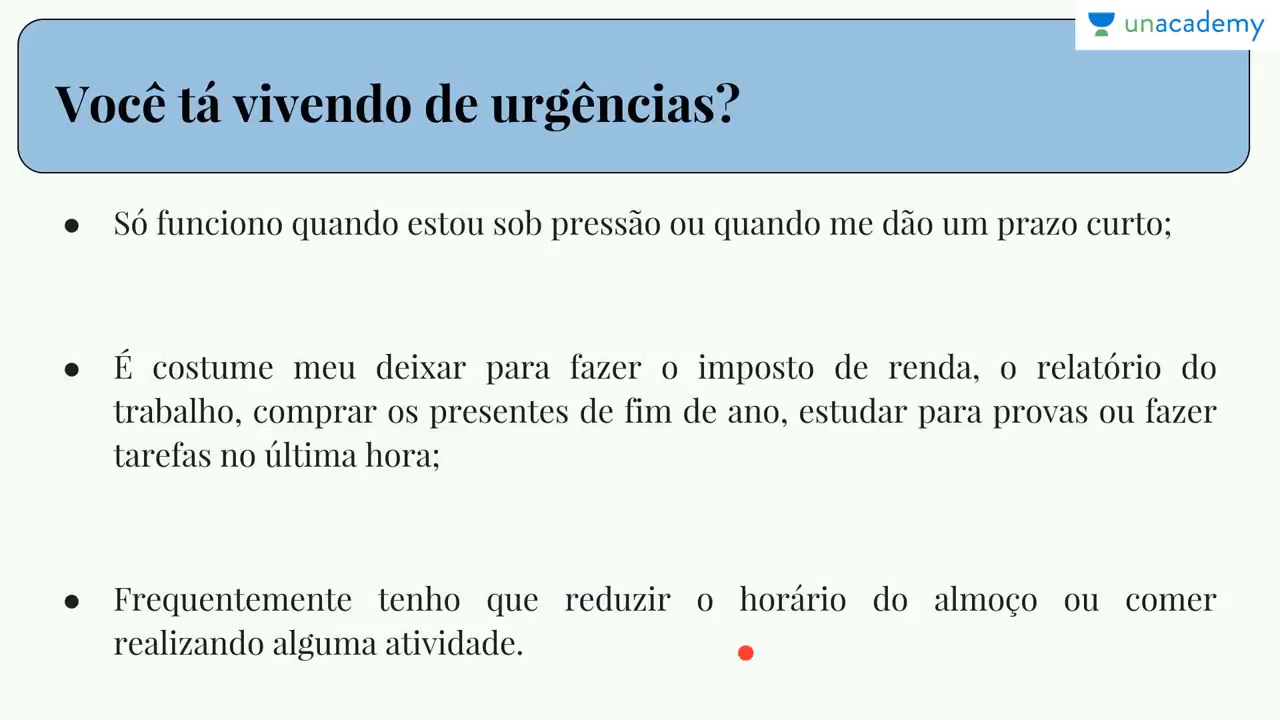 unacademy
Você tá vivendo de urgências?
● Só funciono quando estou sob pressão ou quando me dão um prazo curto;
● É costume meu deixar para fazer o imposto de renda, o relatório do
trabalho, comprar os presentes de fim de ano, estudar para provas ou fazer
tarefas no última hora;
● Frequentemente tenho que reduzir o horário do almoço ou comer
realizando alguma atividade.